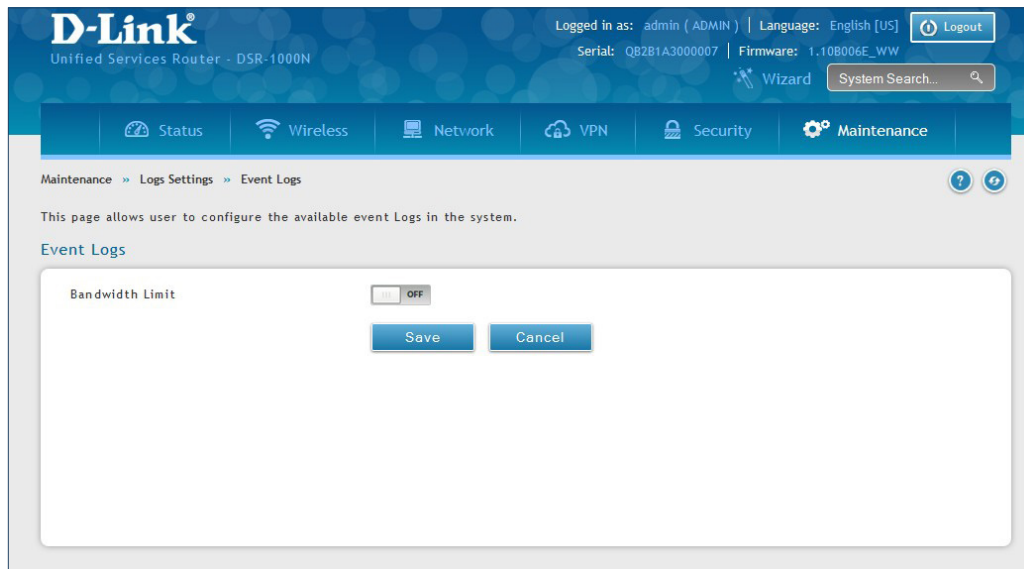 D-Link®
Unified Services Router - DSR-1000N
Logged in as: admin ( ADMIN ) | Language: English [US]
Logout
Serial: QB2B1A3000007 | Firmware: 1.10B006E_WW
Wizard
System Search...
Status
Wireless
Network
VPN
Security
Maintenance
Maintenance » Logs Settings » Event Logs
?
This page allows user to configure the available event Logs in the system.
Event Logs
Bandwidth Limit
OFF
Save
Cancel